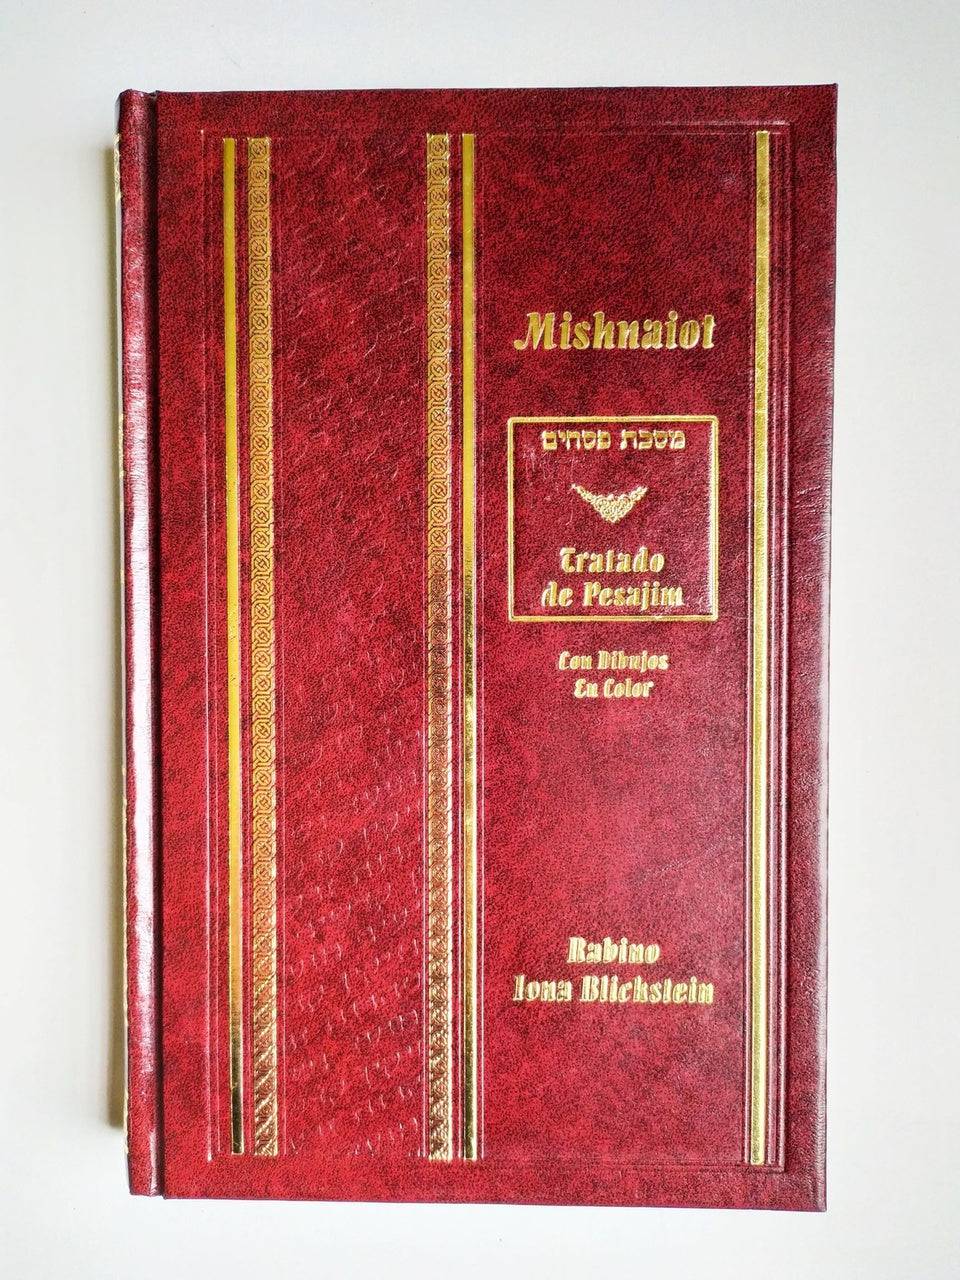 Mishnaiot
מסכת פסחים
Tratado
de Pesajim
Con Dibujos
En Color
Rabino
Iona Blickstein